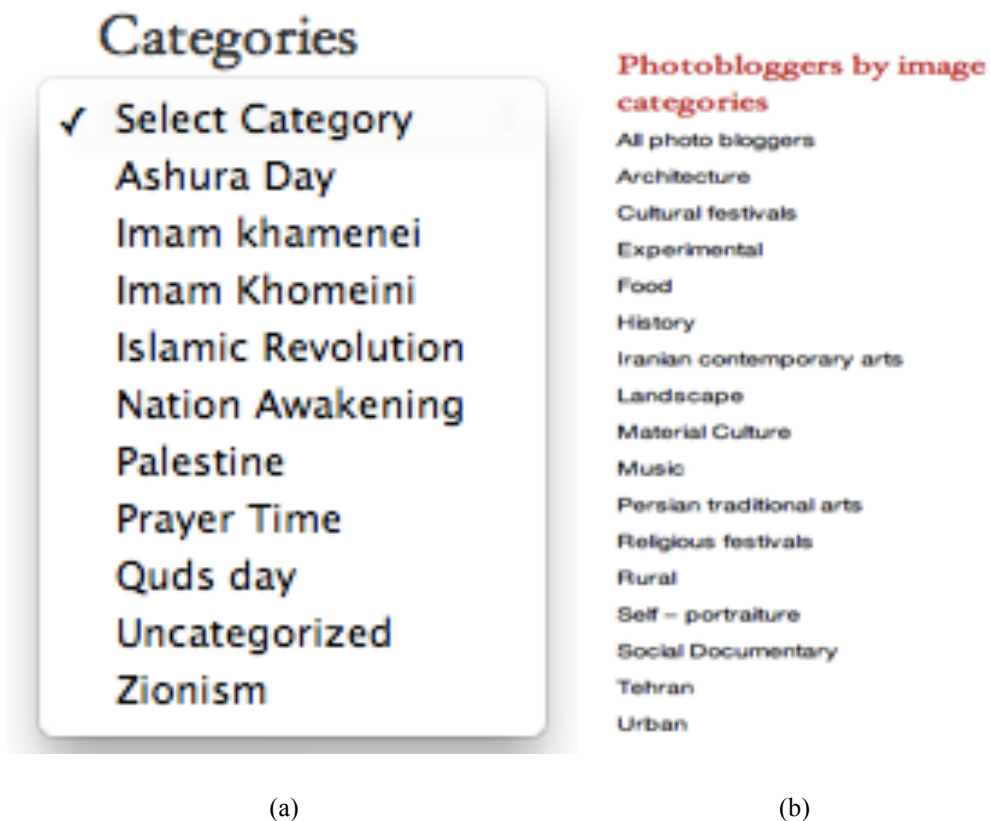 Categories
✓ Select Category
Ashura Day
Imam khamenei
Imam Khomeini
Islamic Revolution
Nation Awakening
Palestine
Prayer Time
Quds day
Uncategorized
Zionism
(a)
Photobloggers by image
categories
All photo bloggers
Architecture
Cultural festivals
Experimental
Food
History
Iranian contemporary arts
Landscape
Material Culture
Music
Persian traditional arts
Religious festivals
Rural
Self – portraiture
Social Documentary
Tehran
Urban
(b)